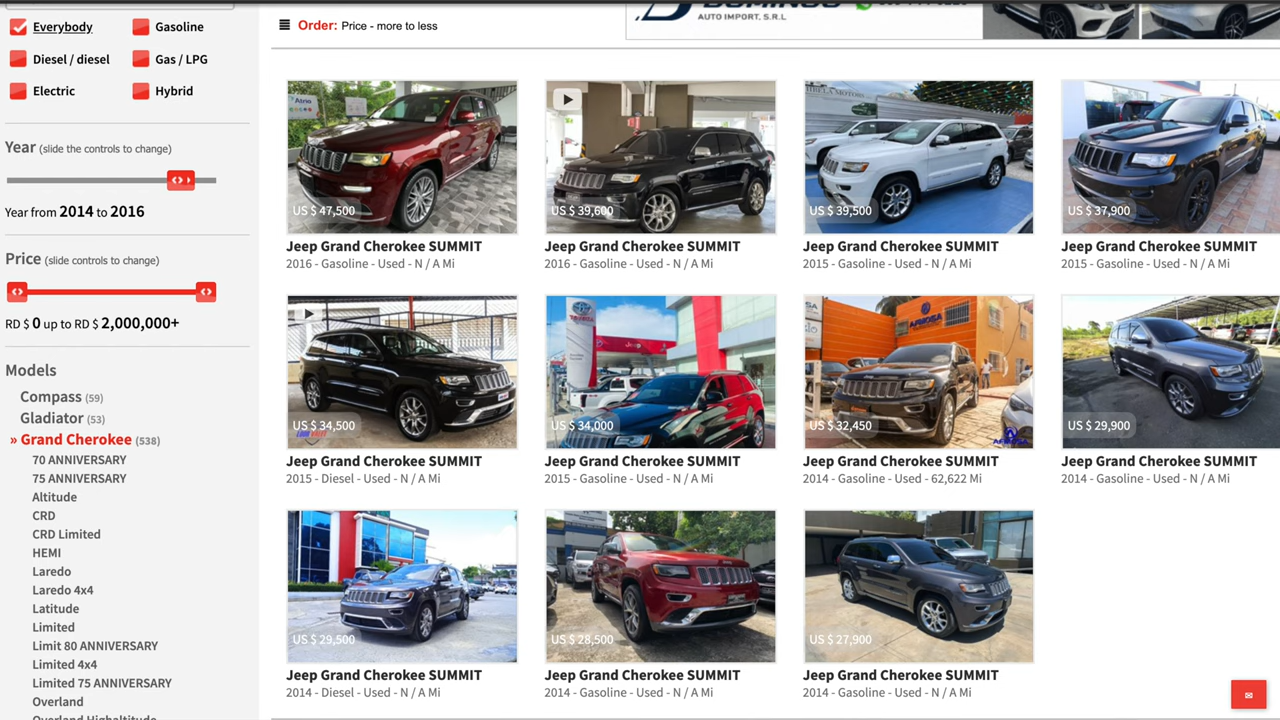 Everybody
Gasoline
Diesel / diesel
Gas / LPG
Electric
Hybrid
Year (slide the controls to change)
Year from 2014 to 2016
Price (slide controls to change)
RD $ 0 up to RD $ 2,000,000+
Models
Compass (59)
Gladiator (53)
» Grand Cherokee (538)
70 ANNIVERSARY
75 ANNIVERSARY
Altitude
CRD
CRD Limited
HEMI
Laredo
Laredo 4x4
Latitude
Limited
Limit 80 ANNIVERSARY
Limited 4x4
Limited 75 ANNIVERSARY
Overland
Overland Highaltitude
Order: Price - more to less
AUTO IMPORT, S.R.L
US $ 47,500
Jeep Grand Cherokee SUMMIT
2016 - Gasoline - Used - N / A Mi
US $ 39,600
Jeep Grand Cherokee SUMMIT
2016 - Gasoline - Used - N / A Mi
US $ 39,500
Jeep Grand Cherokee SUMMIT
2015 - Gasoline - Used - N / A Mi
US $ 37,900
Jeep Grand Cherokee SUMMIT
2015 - Gasoline - Used - N / A Mi
US $ 34,500
Jeep Grand Cherokee SUMMIT
2015 - Diesel - Used - N / A Mi
US $ 34,000
Jeep Grand Cherokee SUMMIT
2015 - Gasoline - Used - N / A Mi
US $ 32,450
Jeep Grand Cherokee SUMMIT
2014 - Gasoline - Used - 62,622 Mi
US $ 29,900
Jeep Grand Cherokee SUMMIT
2014 - Gasoline - Used - N / A Mi
US $ 29,500
Jeep Grand Cherokee SUMMIT
2014 - Diesel - Used - N / A Mi
US $ 28,500
Jeep Grand Cherokee SUMMIT
2014 - Gasoline - Used - N / A Mi
US $ 27,900
Jeep Grand Cherokee SUMMIT
2014 - Gasoline - Used - N / A Mi